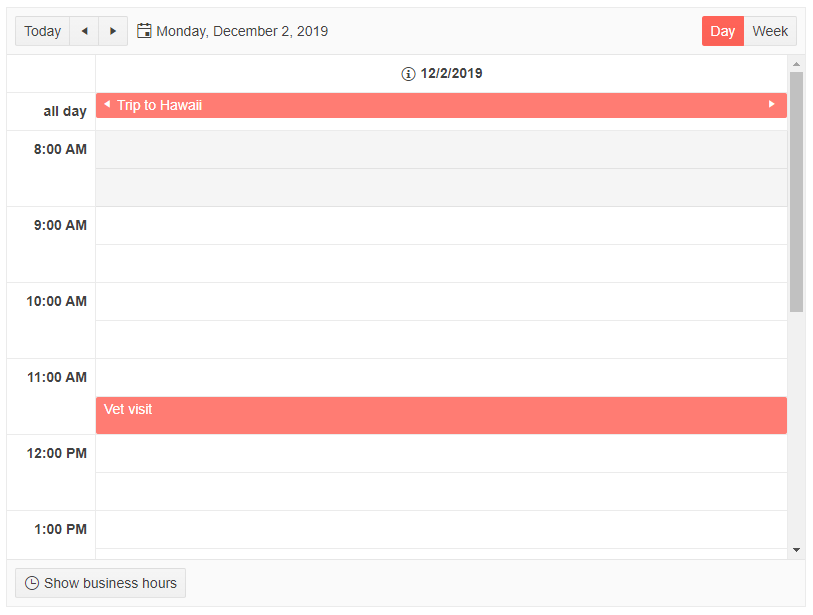 Today Monday, December 2, 2019 Day Week
12/2/2019
all day Trip to Hawaii
8:00 AM
9:00 AM
10:00 AM
11:00 AM
Vet visit
12:00 PM
1:00 PM
Show business hours